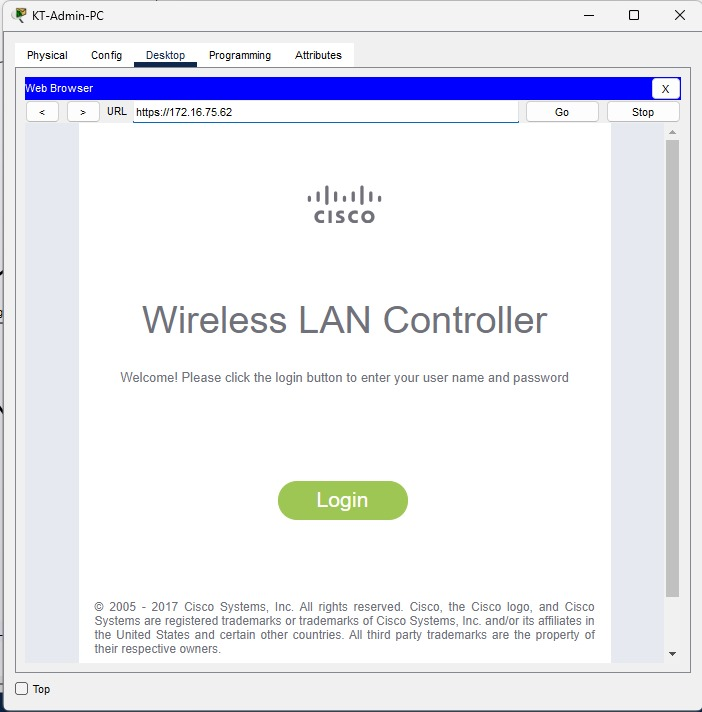 KT-Admin-PC
Physical Config Desktop Programming Attributes
Web Browser X
< > URL https://172.16.75.62 Go Stop
CISCO
Wireless LAN Controller
Welcome! Please click the login button to enter your user name and password
Login
© 2005 - 2017 Cisco Systems, Inc. All rights reserved. Cisco, the Cisco logo, and Cisco
Systems are registered trademarks or trademarks of Cisco Systems, Inc. and/or its affiliates in
the United States and certain other countries. All third party trademarks are the property of
their respective owners.
Top